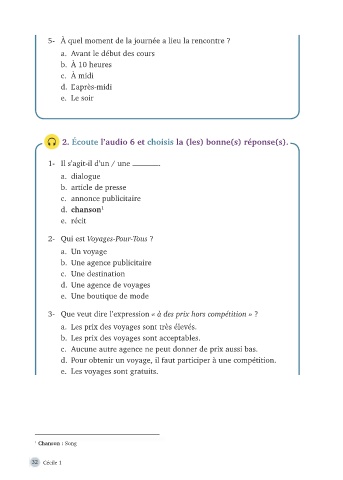 5- À quel moment de la journée a lieu la rencontre ?
a. Avant le début des cours
b. À 10 heures
c. À midi
d. L'après-midi
e. Le soir
2. Écoute l'audio 6 et choisis la (les) bonne(s) réponse(s).
1- Il s'agit-il d'un / une ______
a. dialogue
b. article de presse
c. annonce publicitaire
d. chanson¹
e. récit
2- Qui est Voyages-Pour-Tous ?
a. Un voyage
b. Une agence publicitaire
c. Une destination
d. Une agence de voyages
e. Une boutique de mode
3- Que veut dire l'expression « à des prix hors compétition » ?
a. Les prix des voyages sont très élevés.
b. Les prix des voyages sont acceptables.
c. Aucune autre agence ne peut donner de prix aussi bas.
d. Pour obtenir un voyage, il faut participer à une compétition.
e. Les voyages sont gratuits.
¹ Chanson : Song
32 Cécile 1